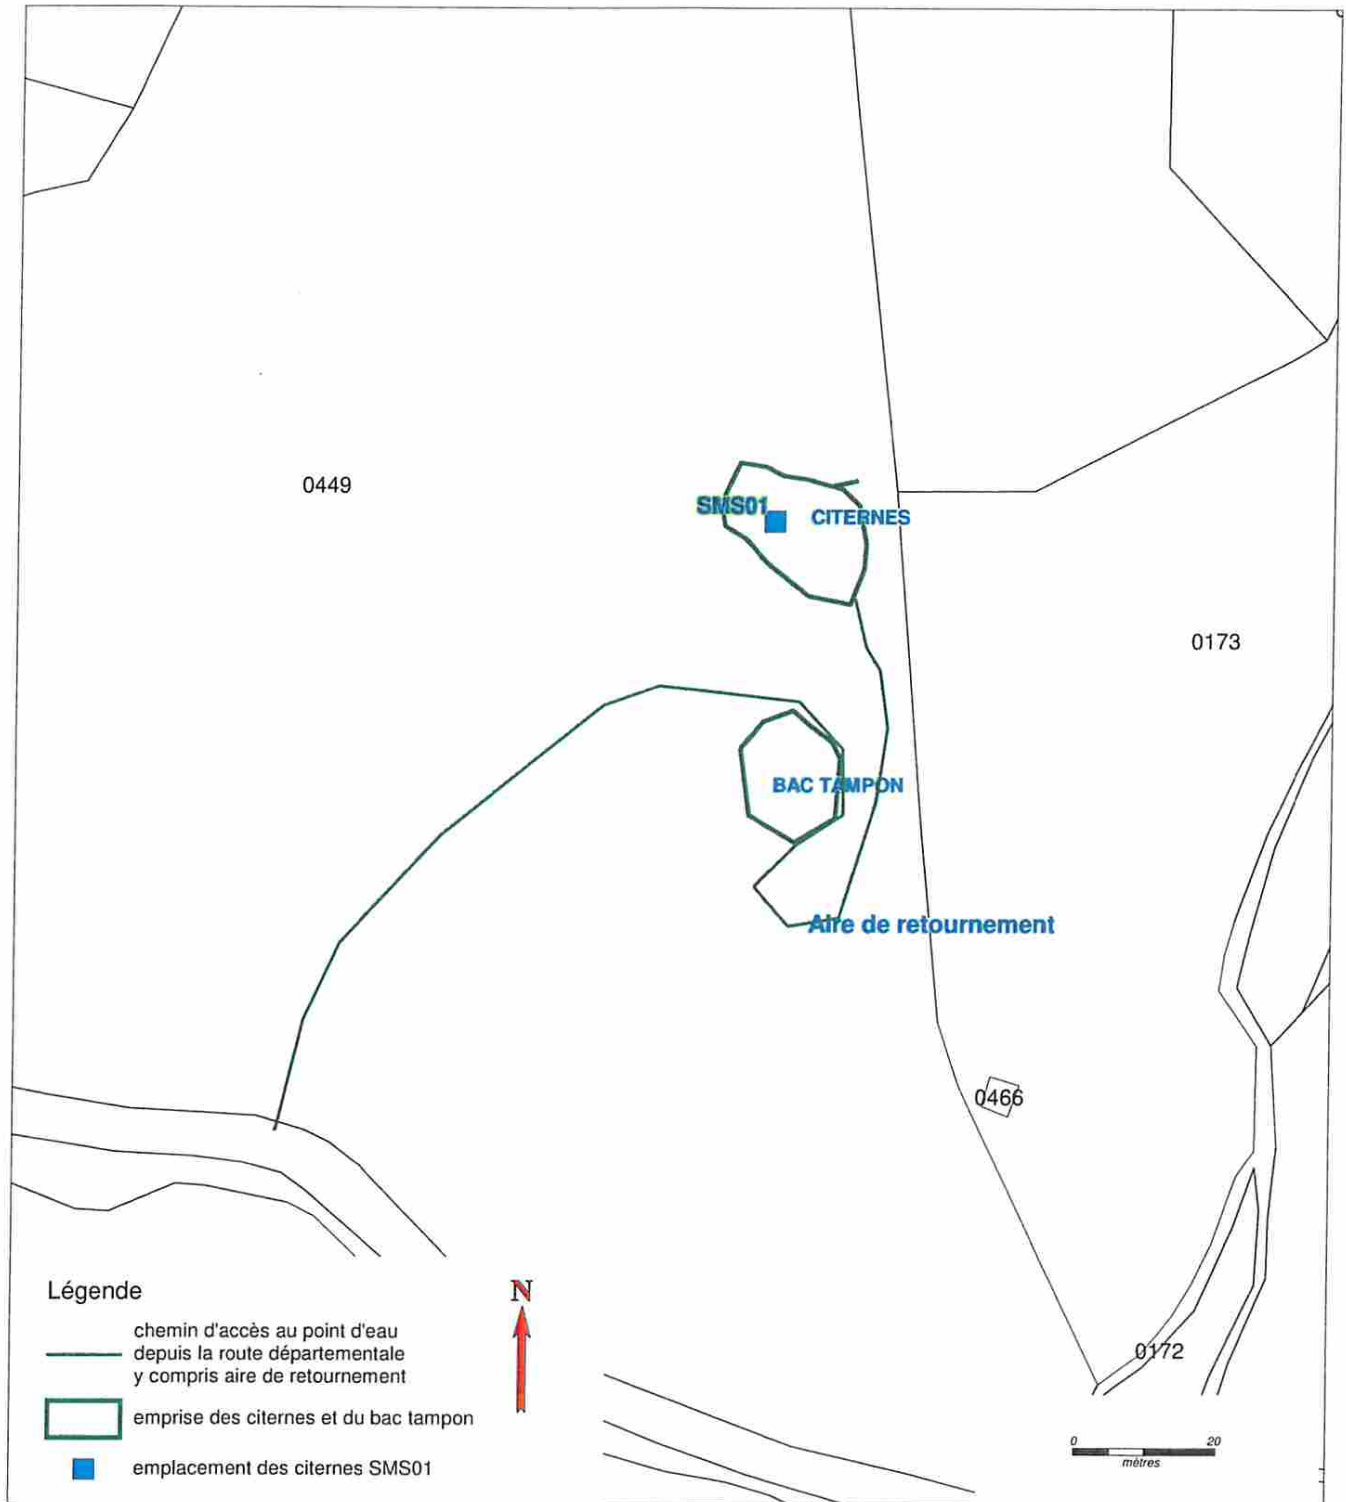 0449
SMS01
CITERNES
0173
BAC TAMPON
Aire de retournement
0466
0172
Légende
chemin d'accès au point d'eau
depuis la route départementale
y compris aire de retournement
emprise des citernes et du bac tampon
emplacement des citernes SMS01
N
0 20
mètres